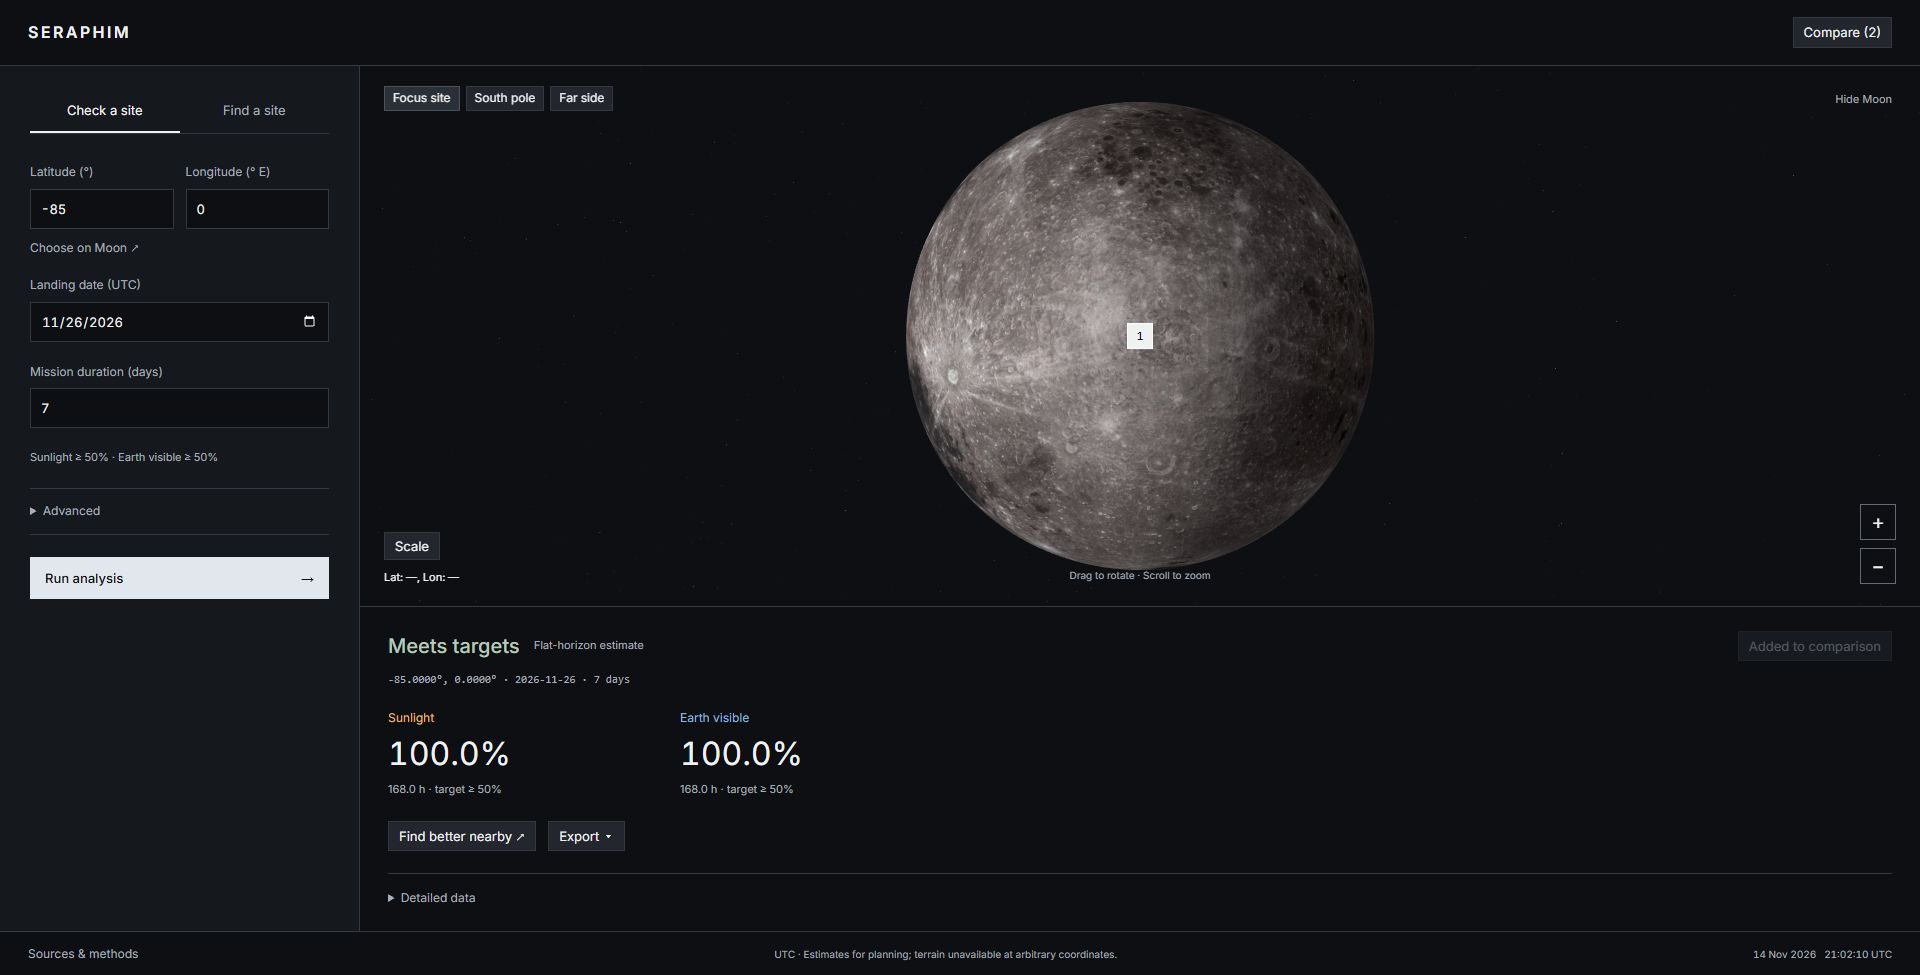 SERAPHIM
Compare (2)
Check a site
Find a site
Latitude (°)
Longitude (° E)
-85
0
Choose on Moon ↗
Landing date (UTC)
11/26/2026
Mission duration (days)
7
Sunlight ≥ 50% · Earth visible ≥ 50%
▶ Advanced
Run analysis →
Focus site
South pole
Far side
Hide Moon
1
+
−
Scale
Lat: —, Lon: —
Drag to rotate · Scroll to zoom
Meets targets
Flat-horizon estimate
Added to comparison
-85.0000°, 0.0000° · 2026-11-26 · 7 days
Sunlight
Earth visible
100.0%
100.0%
168.0 h · target ≥ 50%
168.0 h · target ≥ 50%
Find better nearby ↗
Export ▾
▶ Detailed data
Sources & methods
UTC · Estimates for planning; terrain unavailable at arbitrary coordinates.
14 Nov 2026 21:02:10 UTC